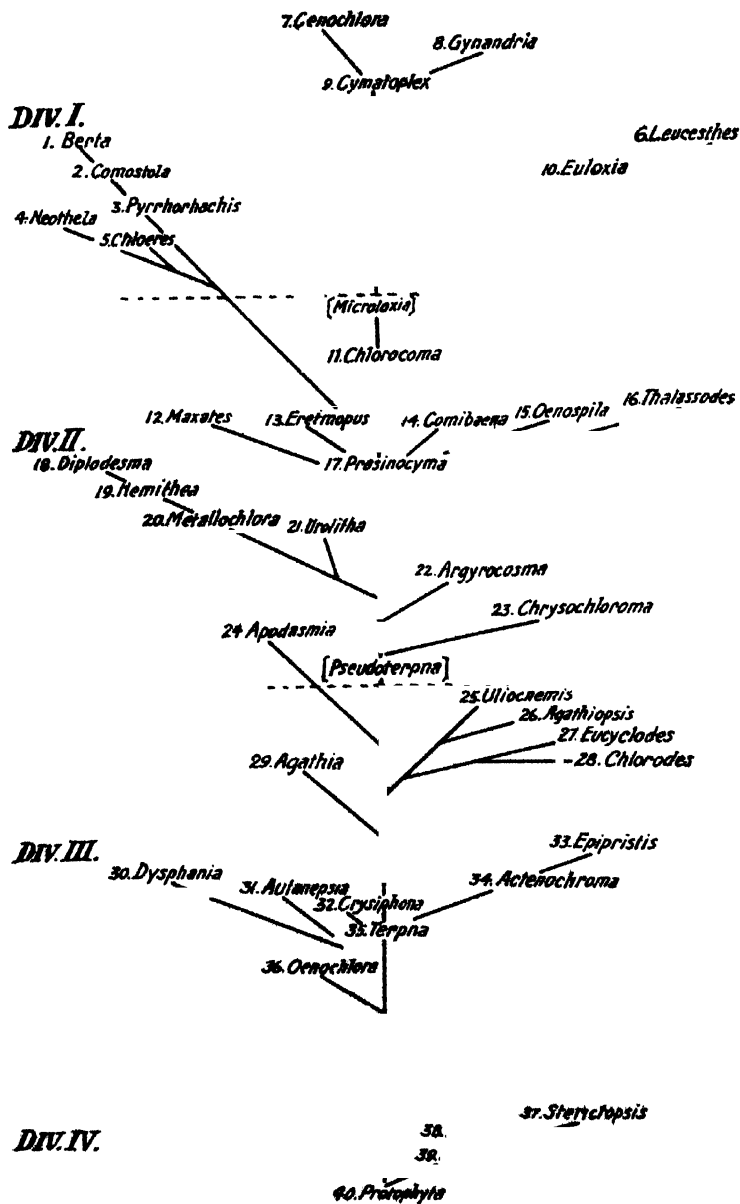 7. Cenochlora
8. Gynandria
9. Cymatoplex
DIV. I.
6. Leucesthes
1. Berta
10. Euloxia
2. Comostola
3. Pyrrhorhachis
4. Neothela
5. Chloeres
[Microloxia]
11. Chlorocoma
16. Thalassodes
12. Maxates
13. Eretmopus
14. Comibaena
15. Oenospila
DIV. II.
17. Prosinocyma
18. Diplodesma
19. Hemithea
20. Metallochlora
21. Urolitha
22. Argyrocosma
23. Chrysochloroma
24 Apodasmia
[Pseudoterpna]
25. Uliocnemis
26. Agathiopsis
27. Eucyclodes
28. Chlorodes
29. Agathia
33. Epipristis
DIV. III.
30. Dysphania
34. Actenochroma
31. Autanepsia
32. Crysiphona
35. Terpna
36. Oenochlora
37. Sterictopsis
DIV. IV.
38.
39.
40. Protophyta